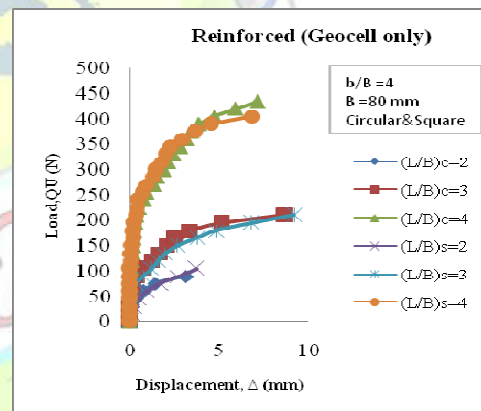 Reinforced (Geocell only)
b/B =4
B =80 mm
Circular&Square
Load,QU (N)
500
450
400
350
300
250
200
150
100
50
0
0 5 10
Displacement, Δ (mm)
(L/B)c=2
(L/B)c=3
(L/B)c=4
(L/B)s=2
(L/B)s=3
(L/B)s=4